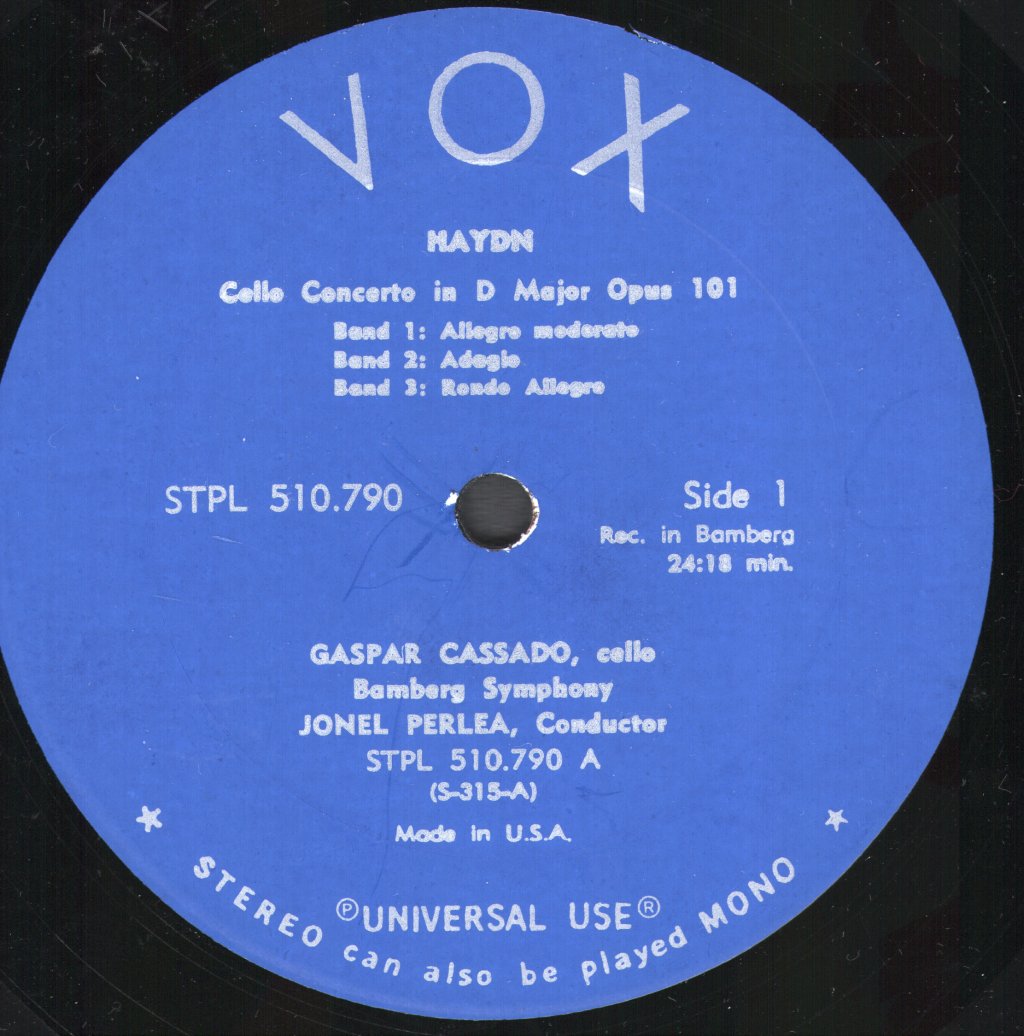 VOX
HAYDN
Cello Concerto in D Major Opus 101
Band 1: Allegro moderato
Band 2: Adagio
Band 3: Rondo Allegro
STPL 510.790
Side 1
Rec. in Bamberg
24:18 min.
GASPAR CASSADO, cello
Bamberg Symphony
JONEL PERLEA, Conductor
STPL 510.790 A
(S-315-A)
Made in U.S.A.
℗UNIVERSAL USE®
★ STEREO can also be played MONO ★